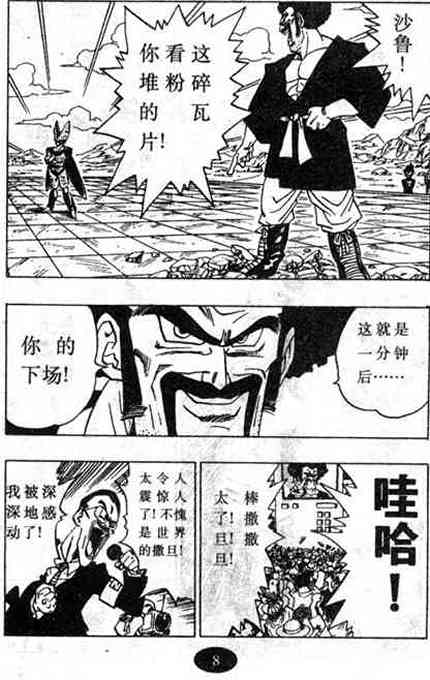 沙鲁!
你看这
堆粉碎
的瓦
片!
这就是
一分钟
后……
你的
下场!
哇哈!
太棒
了!撒
旦!撒
旦!
太令人
震惊人
了!不愧
是世界
的撒旦!
我被深
深地感
动了!
8